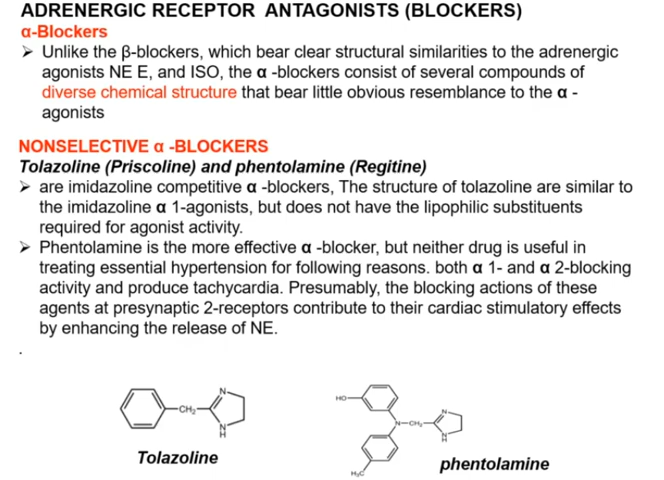 ADRENERGIC RECEPTOR ANTAGONISTS (BLOCKERS)
α-Blockers
➢ Unlike the β-blockers, which bear clear structural similarities to the adrenergic
agonists NE E, and ISO, the α -blockers consist of several compounds of
diverse chemical structure that bear little obvious resemblance to the α -
agonists
NONSELECTIVE α -BLOCKERS
Tolazoline (Priscoline) and phentolamine (Regitine)
➢ are imidazoline competitive α -blockers, The structure of tolazoline are similar to
the imidazoline α 1-agonists, but does not have the lipophilic substituents
required for agonist activity.
➢ Phentolamine is the more effective α -blocker, but neither drug is useful in
treating essential hypertension for following reasons. both α 1- and α 2-blocking
activity and produce tachycardia. Presumably, the blocking actions of these
agents at presynaptic 2-receptors contribute to their cardiac stimulatory effects
by enhancing the release of NE.
.
CH₂ N N H
HO N CH₂ N N H H₃C
Tolazoline
phentolamine